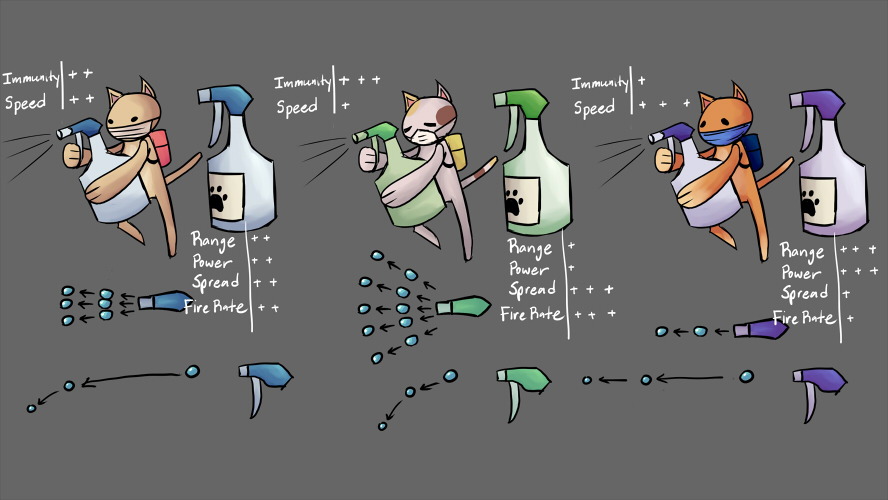 Immunity + +
Speed + +
Range + +
Power + +
Spread + +
Fire Rate + +
Immunity + + +
Speed +
Range +
Power +
Spread + + +
Fire Rate + + +
Immunity +
Speed + + +
Range + + +
Power + + +
Spread +
Fire Rate +